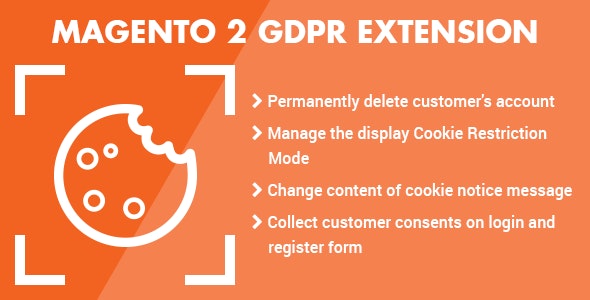 MAGENTO 2 GDPR EXTENSION
Permanently delete customer's account
Manage the display Cookie Restriction
Mode
Change content of cookie notice message
Collect customer consents on login and
register form